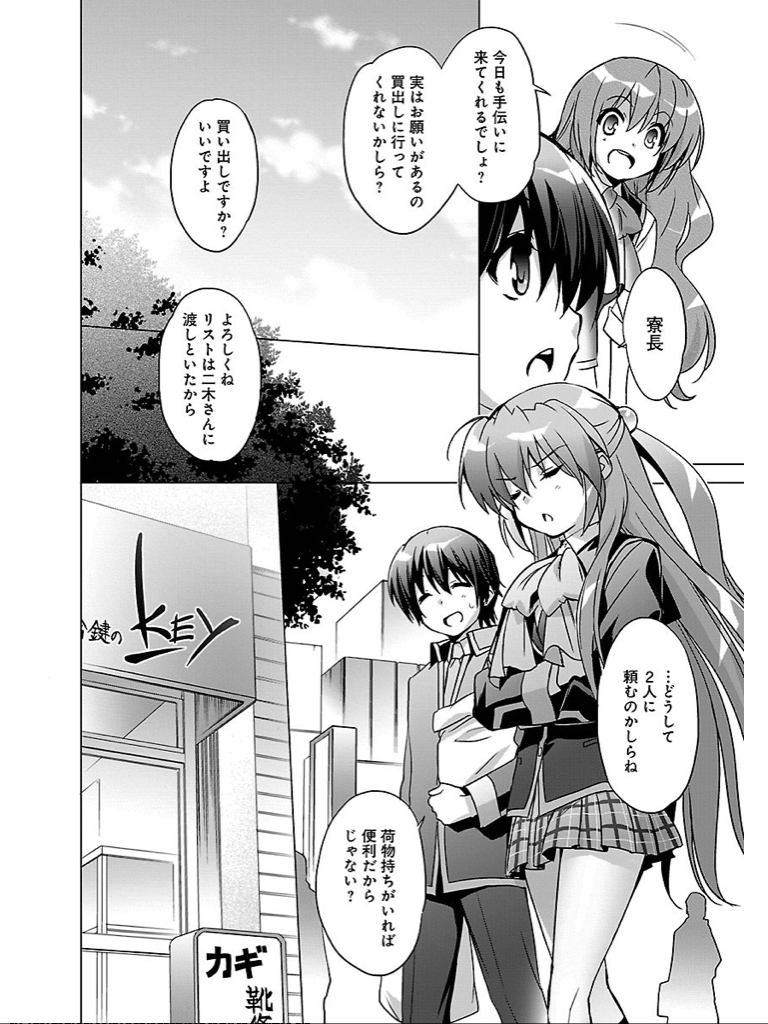 今日も手伝いに
来てくれるでしょ?
実はお願いがあるの
買出しに行って
くれないかしら?
寮長
買い出しですか?
いいですよ
よろしくね
リストは二木さんに
渡しといたから
…どうして
2人に
頼むのかしらね
荷物持ちがいれば
便利だから
じゃない?
鍵の KEY
カギ
靴修